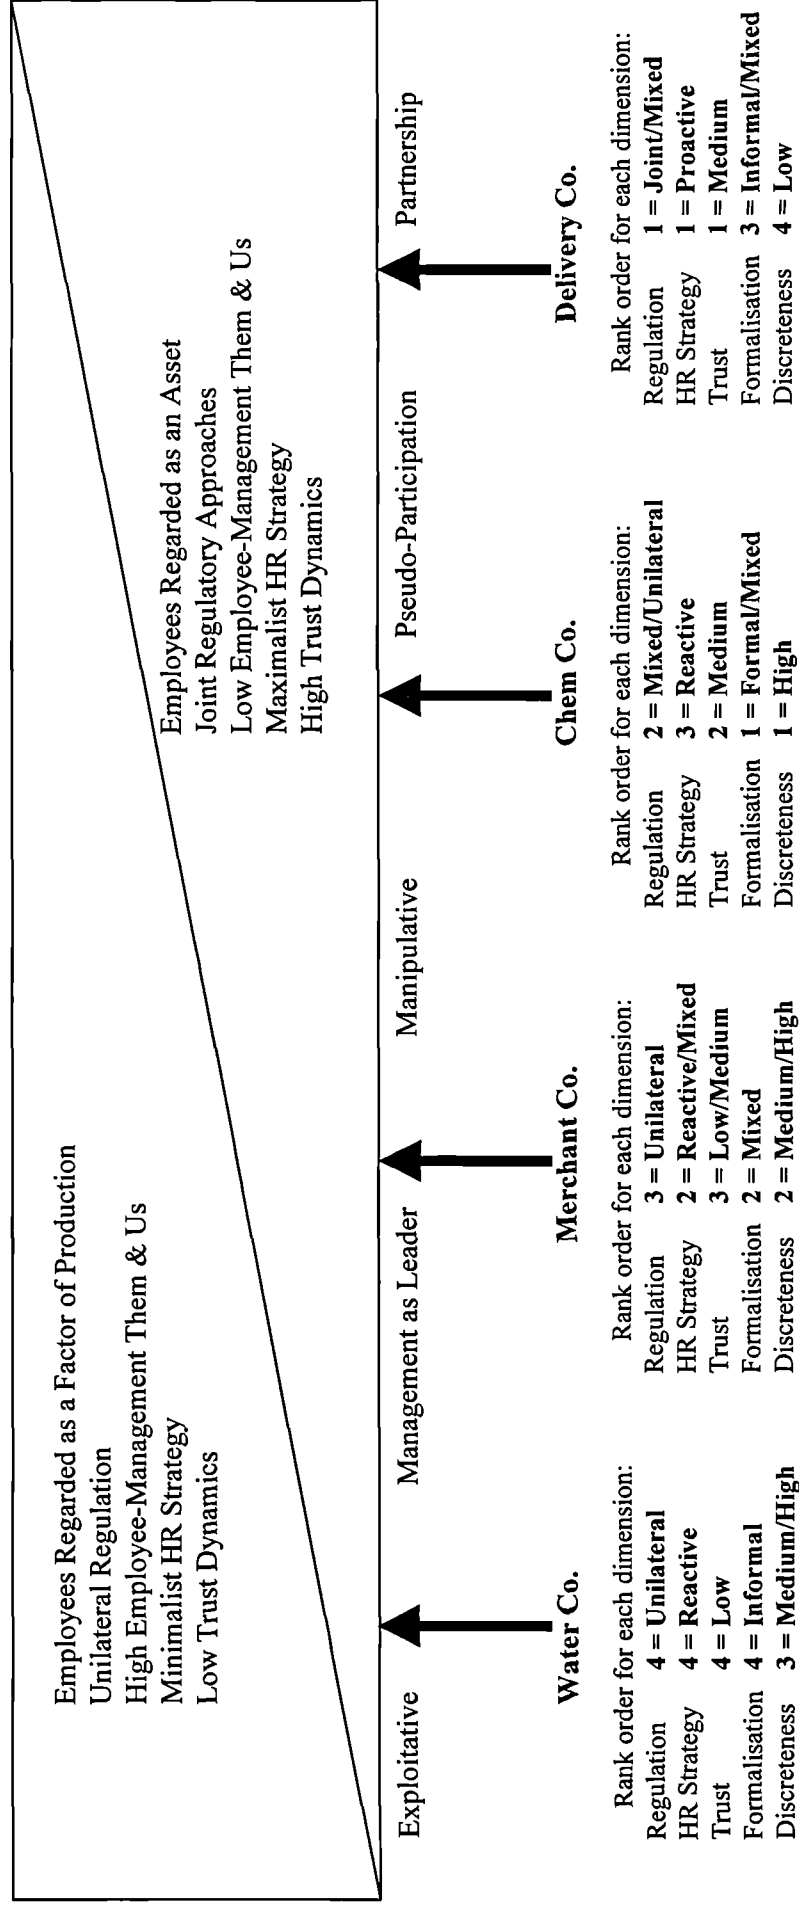 Employees Regarded as a Factor of Production
Unilateral Regulation
High Employee-Management Them & Us
Minimalist HR Strategy
Low Trust Dynamics
Employees Regarded as an Asset
Joint Regulatory Approaches
Low Employee-Management Them & Us
Maximalist HR Strategy
High Trust Dynamics
Exploitative
Management as Leader
Manipulative
Pseudo-Participation
Partnership
Water Co.
Rank order for each dimension:
Regulation 4 = Unilateral
HR Strategy 4 = Reactive
Trust 4 = Low
Formalisation 4 = Informal
Discreteness 3 = Medium/High
Merchant Co.
Rank order for each dimension:
Regulation 3 = Unilateral
HR Strategy 2 = Reactive/Mixed
Trust 3 = Low/Medium
Formalisation 2 = Mixed
Discreteness 2 = Medium/High
Chem Co.
Rank order for each dimension:
Regulation 2 = Mixed/Unilateral
HR Strategy 3 = Reactive
Trust 2 = Medium
Formalisation 1 = Formal/Mixed
Discreteness 1 = High
Delivery Co.
Rank order for each dimension:
Regulation 1 = Joint/Mixed
HR Strategy 1 = Proactive
Trust 1 = Medium
Formalisation 3 = Informal/Mixed
Discreteness 4 = Low